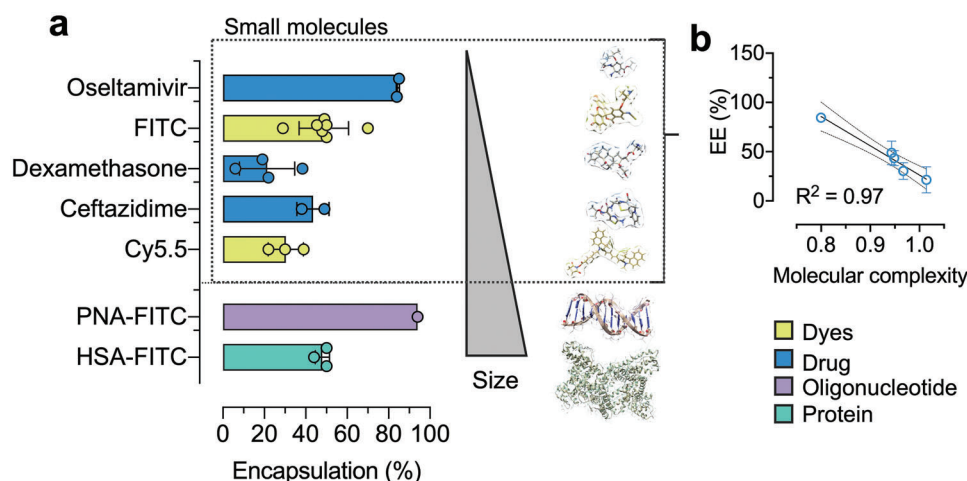 a
Small molecules
Oseltamivir
FITC
Dexamethasone
Ceftazidime
Cy5.5
PNA-FITC
HSA-FITC
Size
0 20 40 60 80 100
Encapsulation (%)
b
150
100
50
0
EE (%)
R² = 0.97
0.8 0.9 1.0
Molecular complexity
Dyes
Drug
Oligonucleotide
Protein